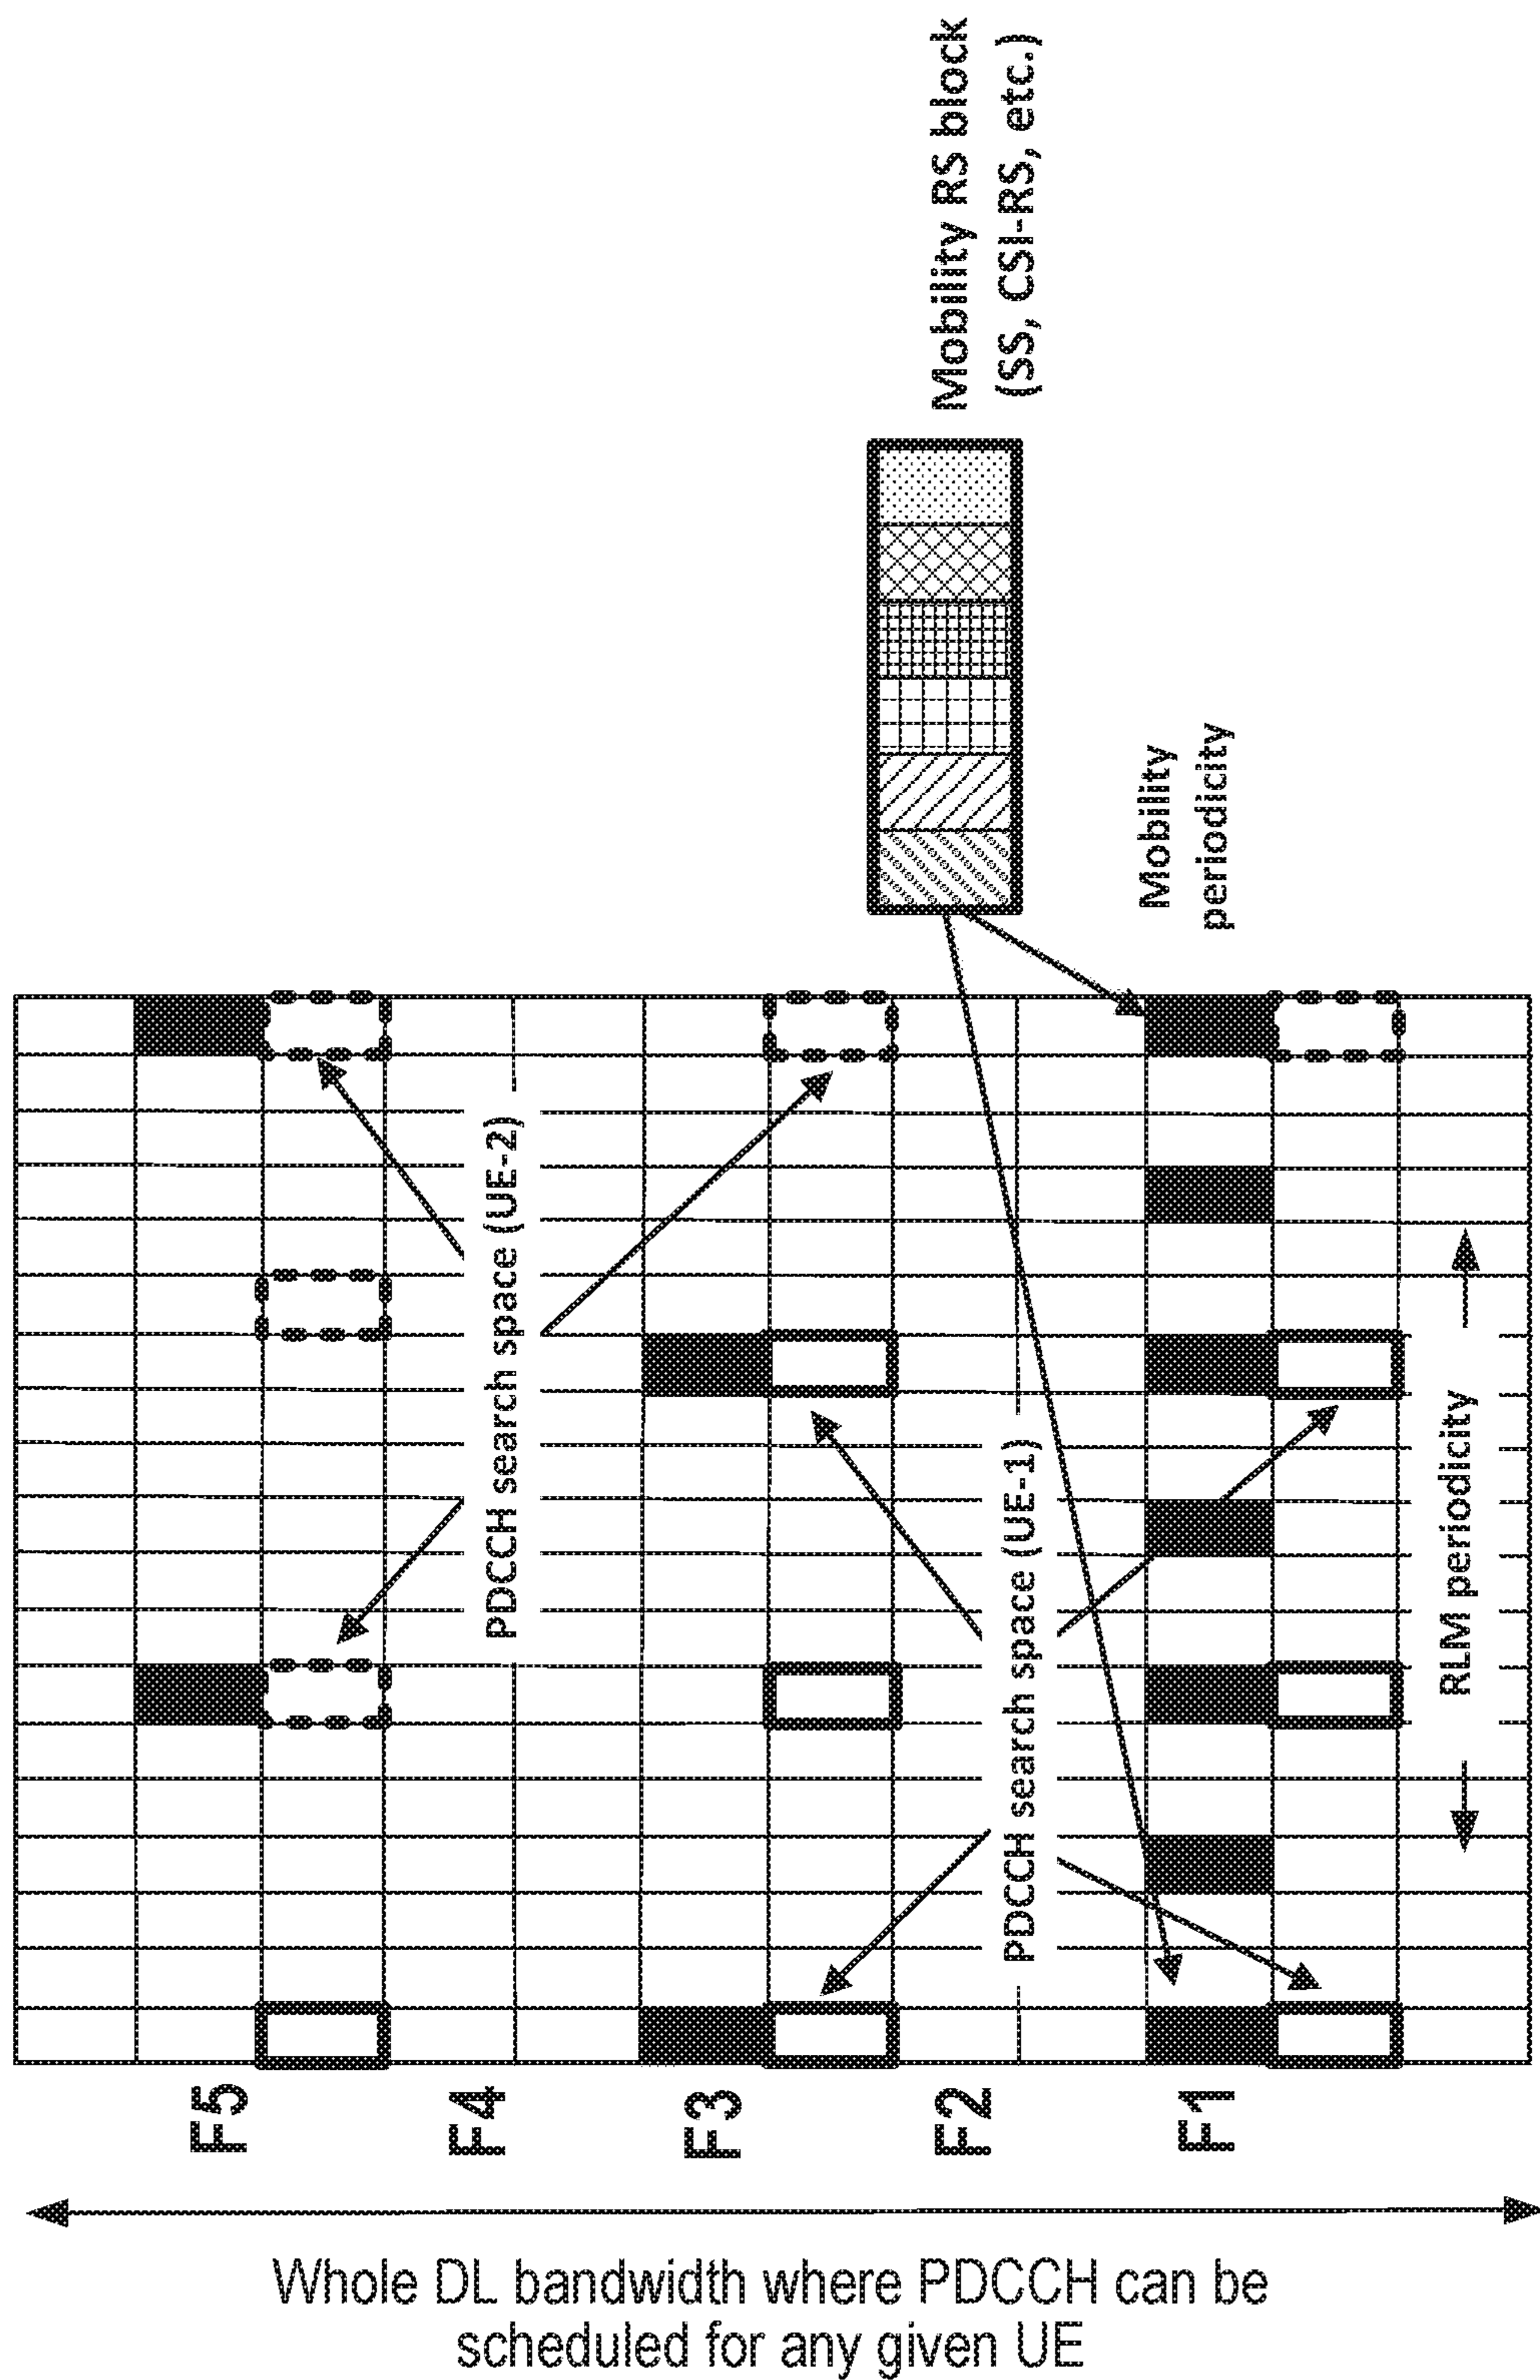 Mobility RS block
(SS, CSI-RS, etc.)
Mobility
periodicity
PDCCH search space (UE-2)
PDCCH search space (UE-1)
RLM periodicity
F5
F4
F3
F2
F1
Whole DL bandwidth where PDCCH can be
scheduled for any given UE